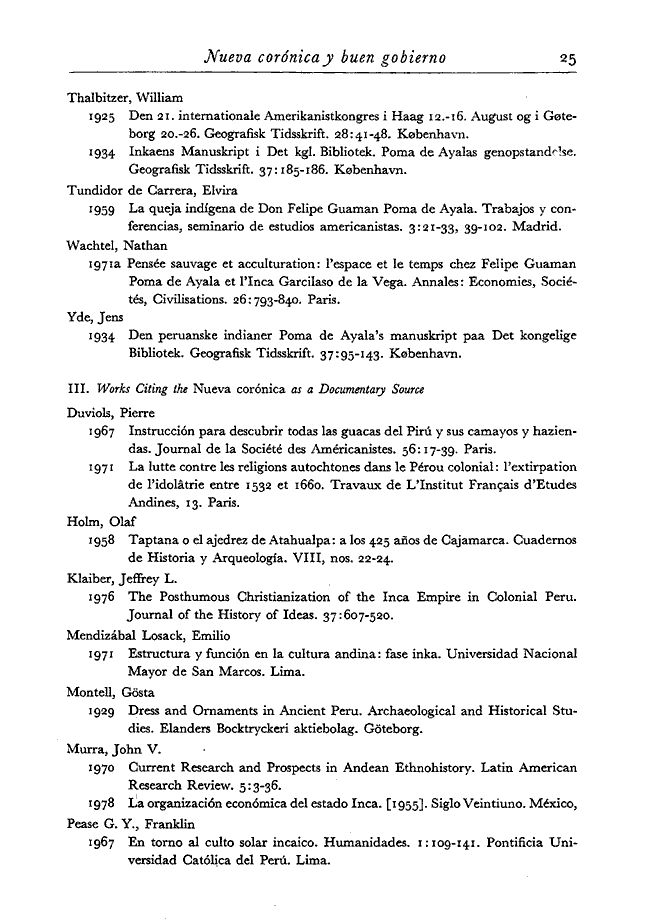 Nueva corónica y buen gobierno 25
Thalbitzer, William
1925 Den 21. internationale Amerikanistkongres i Haag 12.-16. August og i Gøte-
borg 20.-26. Geografisk Tidsskrift. 28:41-48. København.
1934 Inkaens Manuskript i Det kgl. Bibliotek. Poma de Ayalas genopstandelse.
Geografisk Tidsskrift. 37:185-186. København.
Tundidor de Carrera, Elvira
1959 La queja indígena de Don Felipe Guaman Poma de Ayala. Trabajos y con-
ferencias, seminario de estudios americanistas. 3:21-33, 39-102. Madrid.
Wachtel, Nathan
1971a Pensée sauvage et acculturation: l'espace et le temps chez Felipe Guaman
Poma de Ayala et l'Inca Garcilaso de la Vega. Annales: Economies, Socié-
tés, Civilisations. 26:793-840. Paris.
Yde, Jens
1934 Den peruanske indianer Poma de Ayala's manuskript paa Det kongelige
Bibliotek. Geografisk Tidsskrift. 37:95-143. København.
III. Works Citing the Nueva corónica as a Documentary Source
Duviols, Pierre
1967 Instrucción para descubrir todas las guacas del Pirú y sus camayos y hazien-
das. Journal de la Société des Américanistes. 56:17-39. Paris.
1971 La lutte contre les religions autochtones dans le Pérou colonial: l'extirpation
de l'idolâtrie entre 1532 et 1660. Travaux de L'Institut Français d'Etudes
Andines, 13. Paris.
Holm, Olaf
1958 Taptana o el ajedrez de Atahualpa: a los 425 años de Cajamarca. Cuadernos
de Historia y Arqueología. VIII, nos. 22-24.
Klaiber, Jeffrey L.
1976 The Posthumous Christianization of the Inca Empire in Colonial Peru.
Journal of the History of Ideas. 37:607-520.
Mendizábal Losack, Emilio
1971 Estructura y función en la cultura andina: fase inka. Universidad Nacional
Mayor de San Marcos. Lima.
Montell, Gösta
1929 Dress and Ornaments in Ancient Peru. Archaeological and Historical Stu-
dies. Elanders Bocktryckeri aktiebolag. Göteborg.
Murra, John V.
1970 Current Research and Prospects in Andean Ethnohistory. Latin American
Research Review. 5:3-36.
1978 La organización económica del estado Inca. [1955]. Siglo Veintiuno. México,
Pease G. Y., Franklin
1967 En torno al culto solar incaico. Humanidades. 1:109-141. Pontificia Uni-
versidad Católica del Perú. Lima.